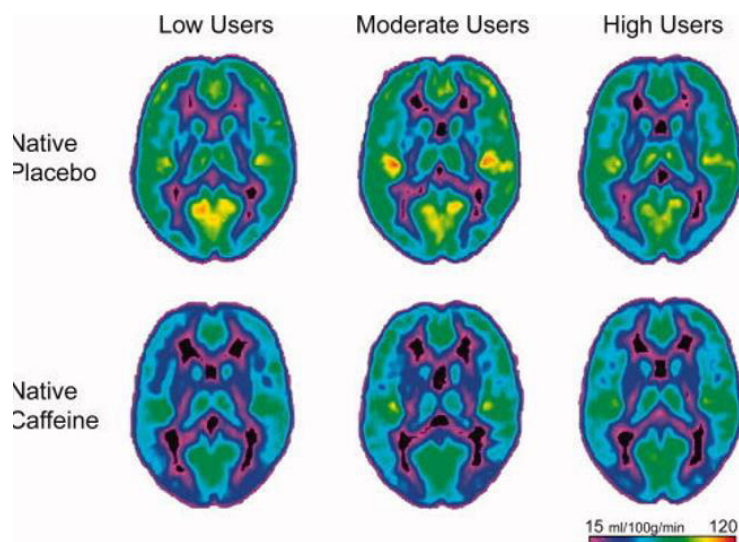 Low Users
Moderate Users
High Users
Native
Placebo
Native
Caffeine
15 ml/100g/min 120